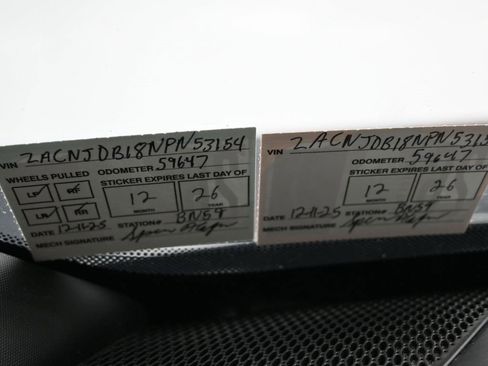 VIN ZACNJDB18NPN53154
WHEELS PULLED ODOMETER 59647
STICKER EXPIRES LAST DAY OF
LF RF
12 26
MONTH YEAR
LR RR
DATE 12-11-25 STATION# BN59
MECH SIGNATURE
VIN ZACNJDB18NPN5315
ODOMETER 59647
STICKER EXPIRES LAST DAY OF
12 26
MONTH YEAR
DATE 12-11-25 STATION# BN59
MECH SIGNATURE